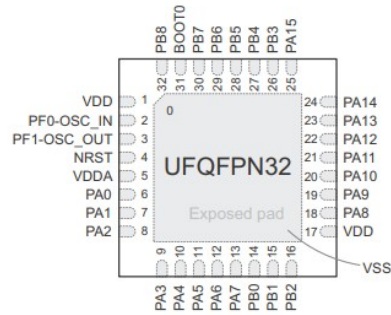 PB8 BOOT0 PB7 PB6 PB5 PB4 PB3 PA15
32 31 30 29 28 27 26 25
VDD 1
PF0-OSC_IN 2
PF1-OSC_OUT 3
NRST 4
VDDA 5
PA0 6
PA1 7
PA2 8
0
UFQFPN32
Exposed pad
24 PA14
23 PA13
22 PA12
21 PA11
20 PA10
19 PA9
18 PA8
17 VDD
VSS
9 10 11 12 13 14 15 16
PA3 PA4 PA5 PA6 PA7 PB0 PB1 PB2